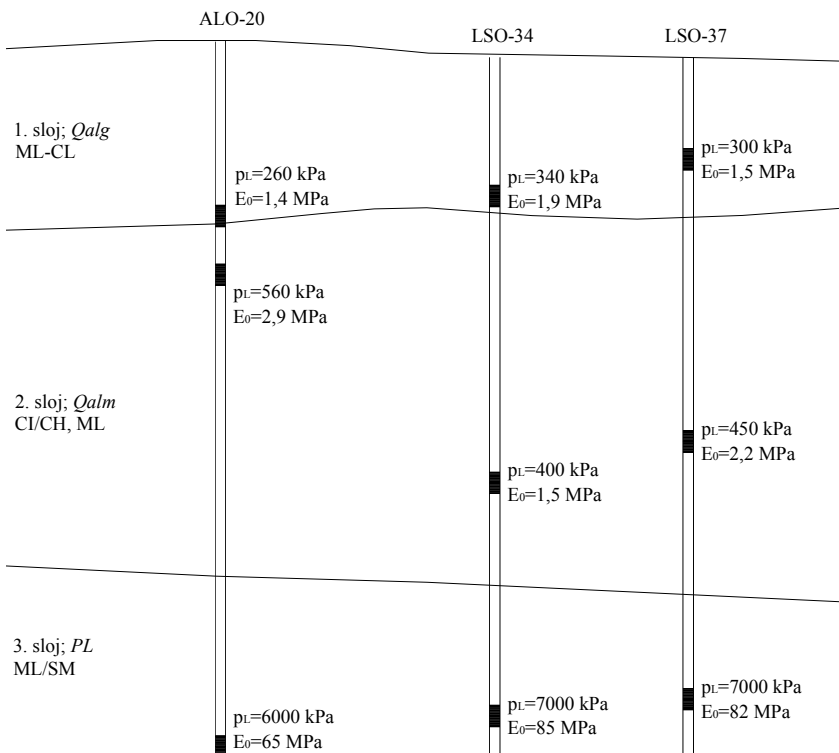 ALO-20
LSO-34
LSO-37
1. sloj; Qalg
ML-CL
pL=260 kPa
E0=1,4 MPa
pL=340 kPa
E0=1,9 MPa
pL=300 kPa
E0=1,5 MPa
pL=560 kPa
E0=2,9 MPa
2. sloj; Qalm
CI/CH, ML
pL=400 kPa
E0=1,5 MPa
pL=450 kPa
E0=2,2 MPa
3. sloj; PL
ML/SM
pL=6000 kPa
E0=65 MPa
pL=7000 kPa
E0=85 MPa
pL=7000 kPa
E0=82 MPa